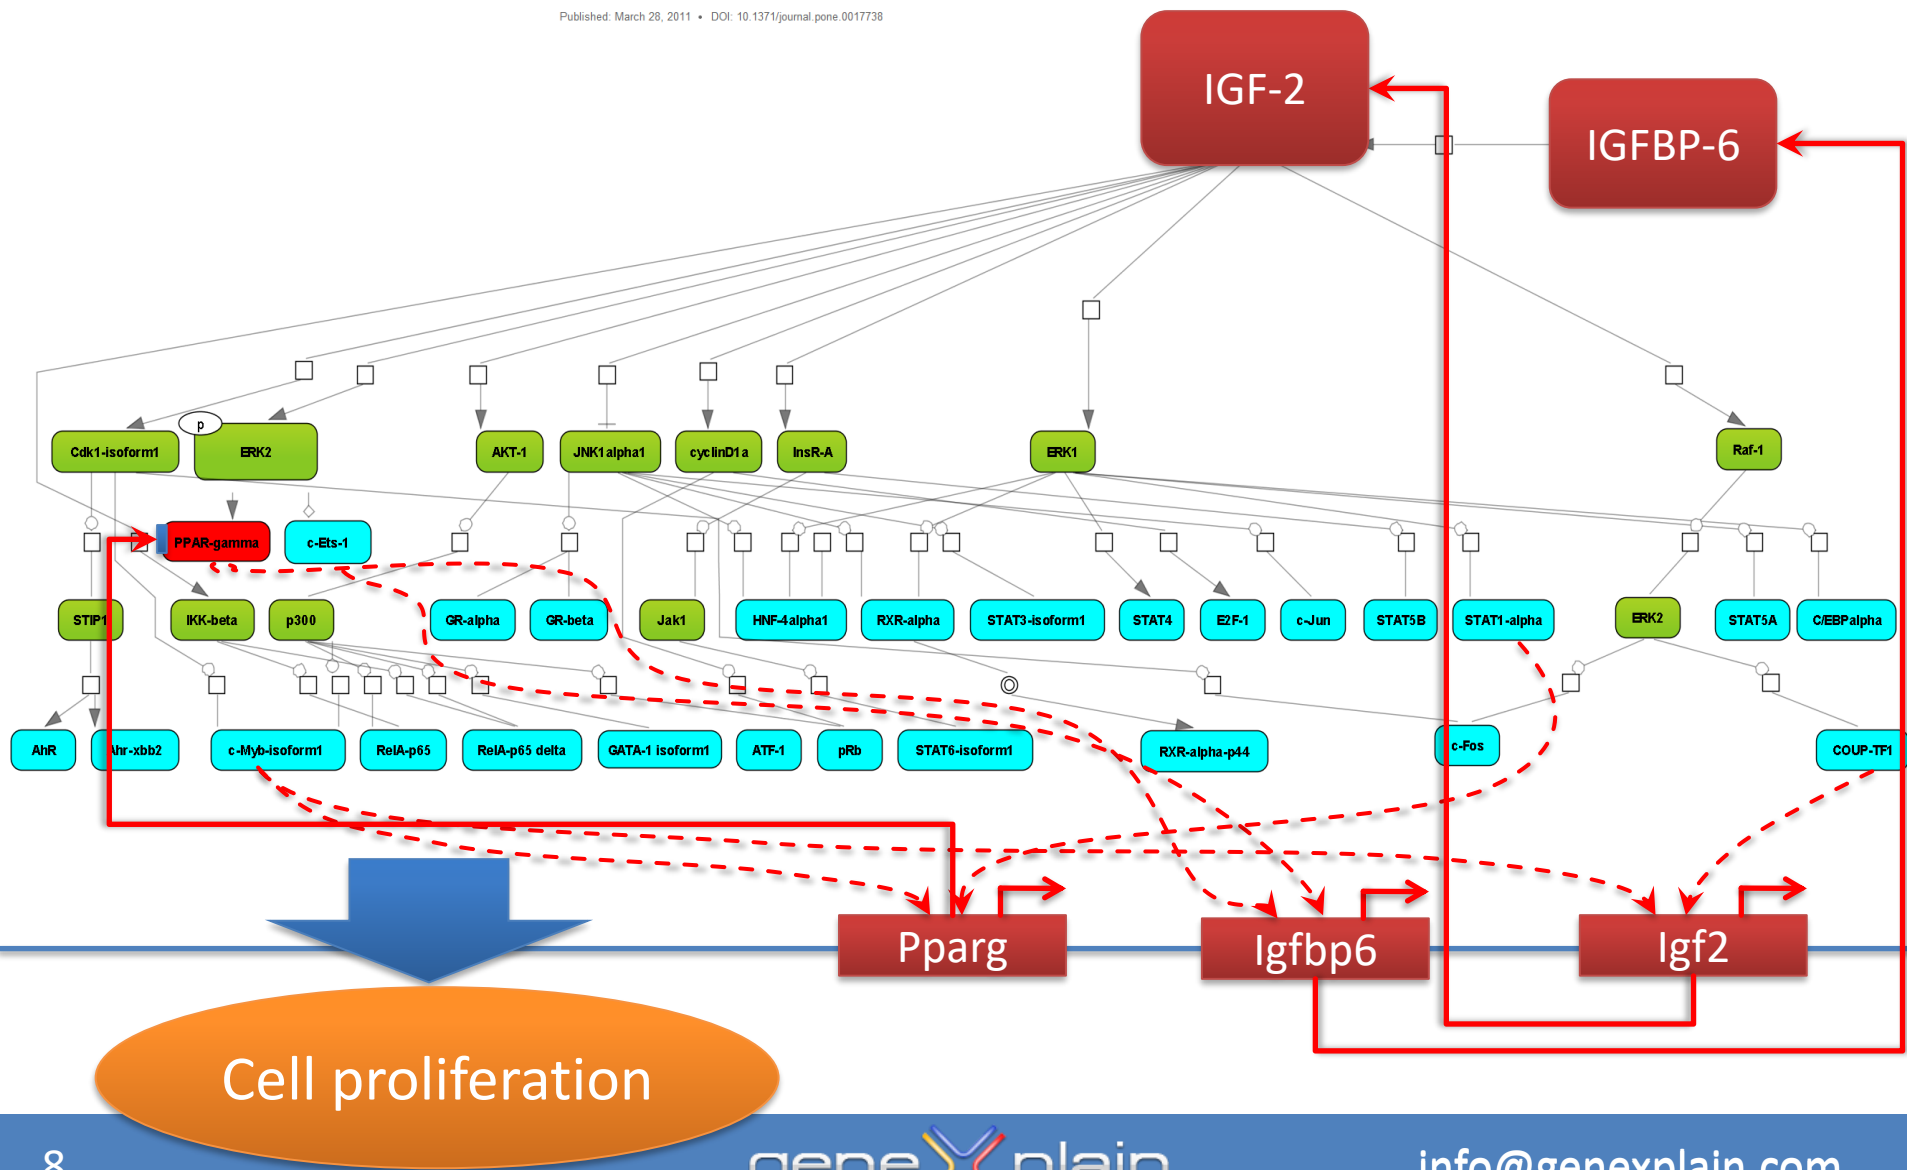 Published: March 28, 2011 • DOI: 10.1371/journal.pone.0017738
IGF-2
IGFBP-6
p
Cdk1-isoform1
ERK2
AKT-1
JNK1alpha1
cyclinD1a
InsR-A
ERK1
Raf-1
PPAR-gamma
c-Ets-1
STIP1
IKK-beta
p300
GR-alpha
GR-beta
Jak1
HNF-4alpha1
RXR-alpha
STAT3-isoform1
STAT4
E2F-1
c-Jun
STAT5B
STAT1-alpha
ERK2
STAT5A
C/EBPalpha
AhR
Ahr-xbb2
c-Myb-isoform1
RelA-p65
RelA-p65 delta
GATA-1 isoform1
ATF-1
pRb
STAT6-isoform1
RXR-alpha-p44
c-Fos
COUP-TF1
Pparg
Igfbp6
Igf2
Cell proliferation
8
geneXplain
info@genexplain.com